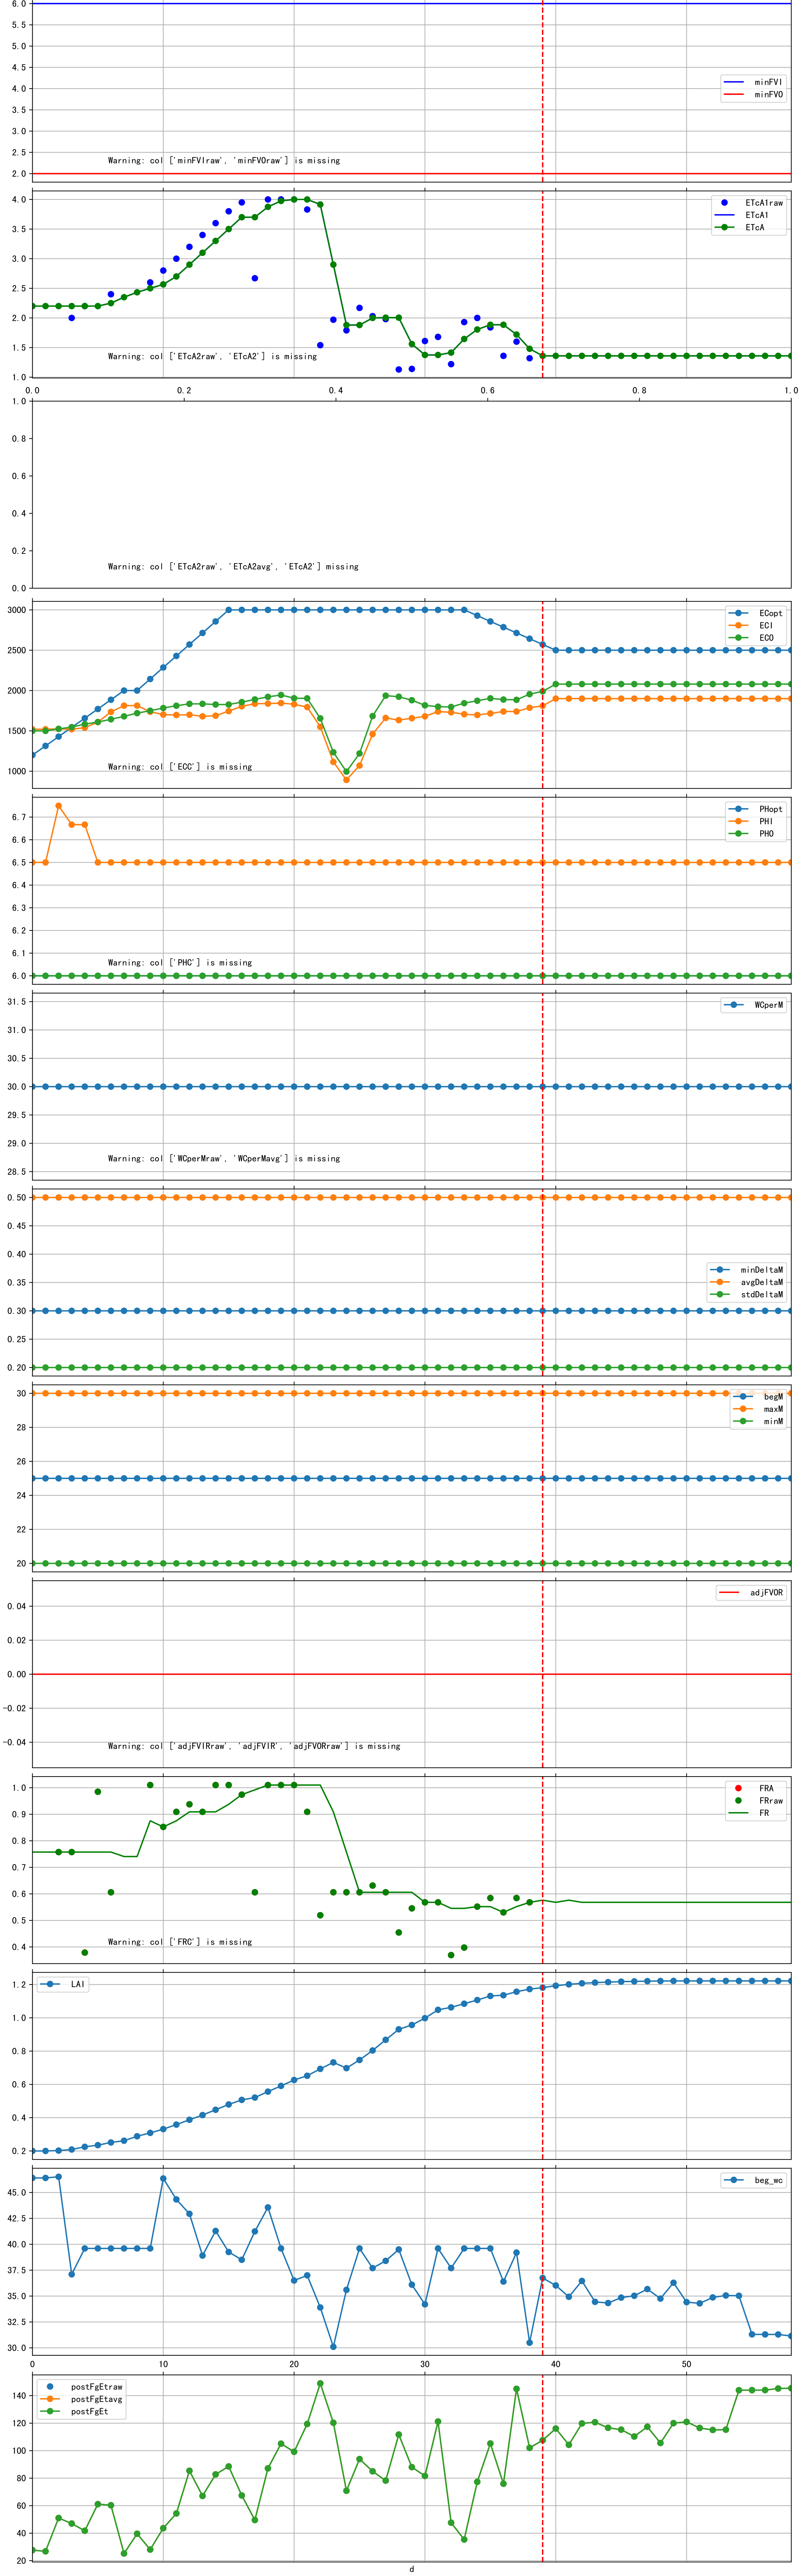 6.0
5.5
5.0
4.5
4.0
3.5
3.0
2.5
2.0
minFVI
minFVO
Warning: col ['minFVIraw', 'minFVOraw'] is missing
4.0
3.5
3.0
2.5
2.0
1.5
1.0
ETcA1raw
ETcA1
ETcA
Warning: col ['ETcA2raw', 'ETcA2'] is missing
0.0 0.2 0.4 0.6 0.8 1.0
1.0
0.8
0.6
0.4
0.2
0.0
Warning: col ['ETcA2raw', 'ETcA2avg', 'ETcA2'] missing
3000
2500
2000
1500
1000
ECopt
ECI
ECO
Warning: col ['ECC'] is missing
6.7
6.6
6.5
6.4
6.3
6.2
6.1
6.0
PHopt
PHI
PHO
Warning: col ['PHC'] is missing
31.5
31.0
30.5
30.0
29.5
29.0
28.5
WCperM
Warning: col ['WCperMraw', 'WCperMavg'] is missing
0.50
0.45
0.40
0.35
0.30
0.25
0.20
minDeltaM
avgDeltaM
stdDeltaM
30
28
26
24
22
20
begM
maxM
minM
0.04
0.02
0.00
-0.02
-0.04
adjFVOR
Warning: col ['adjFVIRraw', 'adjFVIR', 'adjFVORraw'] is missing
1.0
0.9
0.8
0.7
0.6
0.5
0.4
FRA
FRraw
FR
Warning: col ['FRC'] is missing
1.2
1.0
0.8
0.6
0.4
0.2
LAI
45.0
42.5
40.0
37.5
35.0
32.5
30.0
beg_wc
0 10 20 30 40 50
140
120
100
80
60
40
20
postFgEtraw
postFgEtavg
postFgEt
d